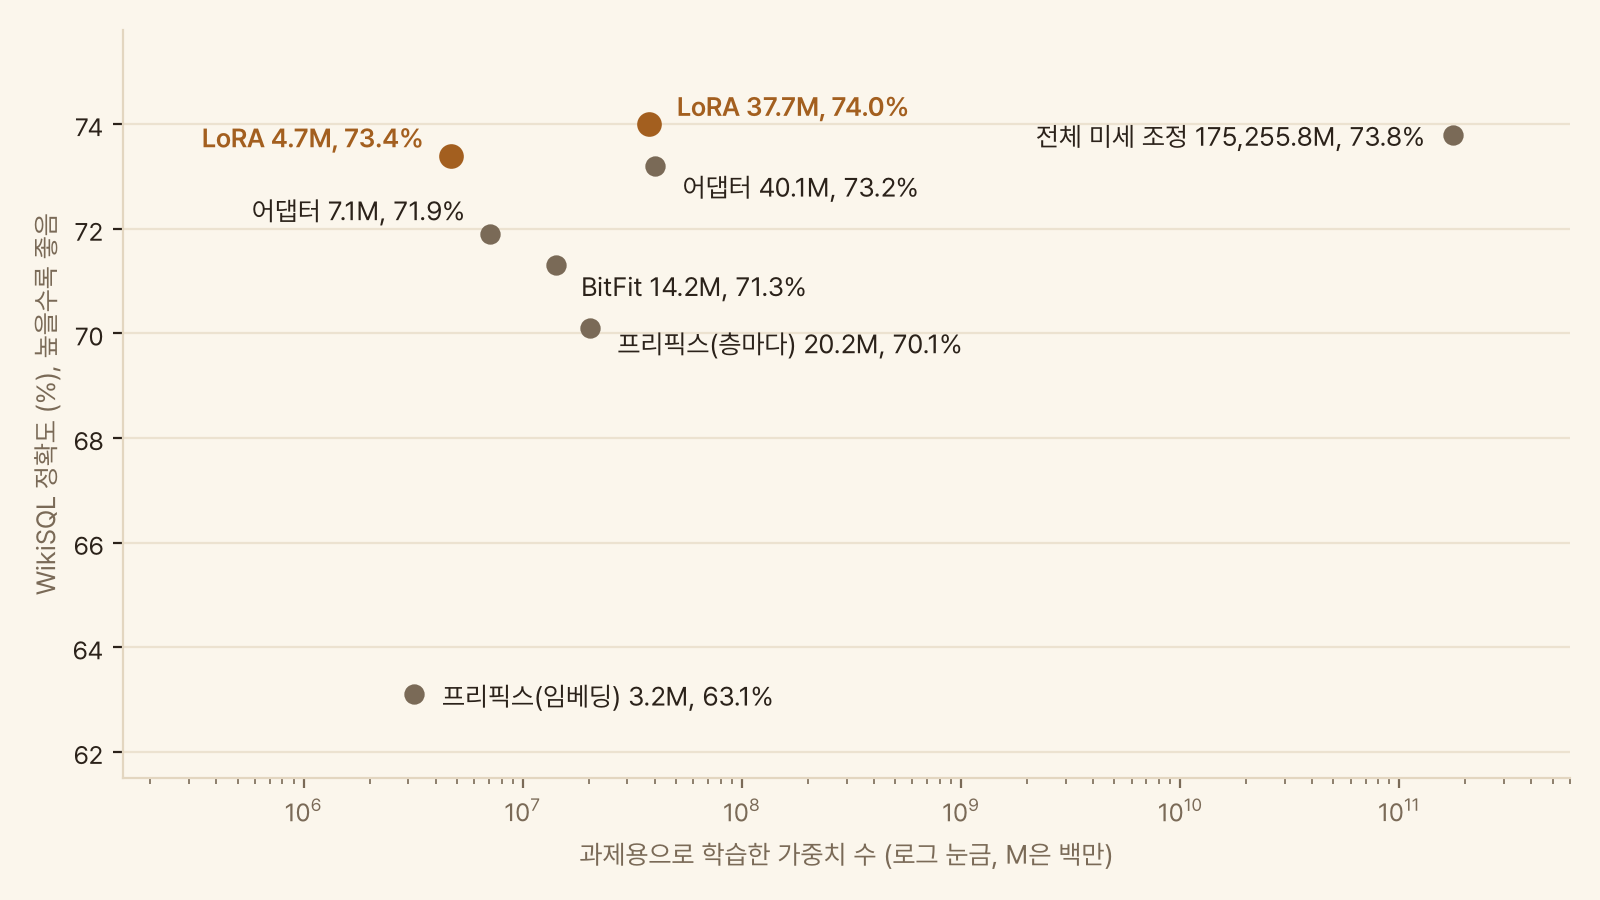 LoRA 37.7M, 74.0%
LoRA 4.7M, 73.4%
전체 미세 조정 175,255.8M, 73.8%
어댑터 40.1M, 73.2%
어댑터 7.1M, 71.9%
BitFit 14.2M, 71.3%
프리픽스(층마다) 20.2M, 70.1%
프리픽스(임베딩) 3.2M, 63.1%
WikiSQL 정확도 (%), 높을수록 좋음
74
72
70
68
66
64
62
10⁶ 10⁷ 10⁸ 10⁹ 10¹⁰ 10¹¹
과제용으로 학습한 가중치 수 (로그 눈금, M은 백만)